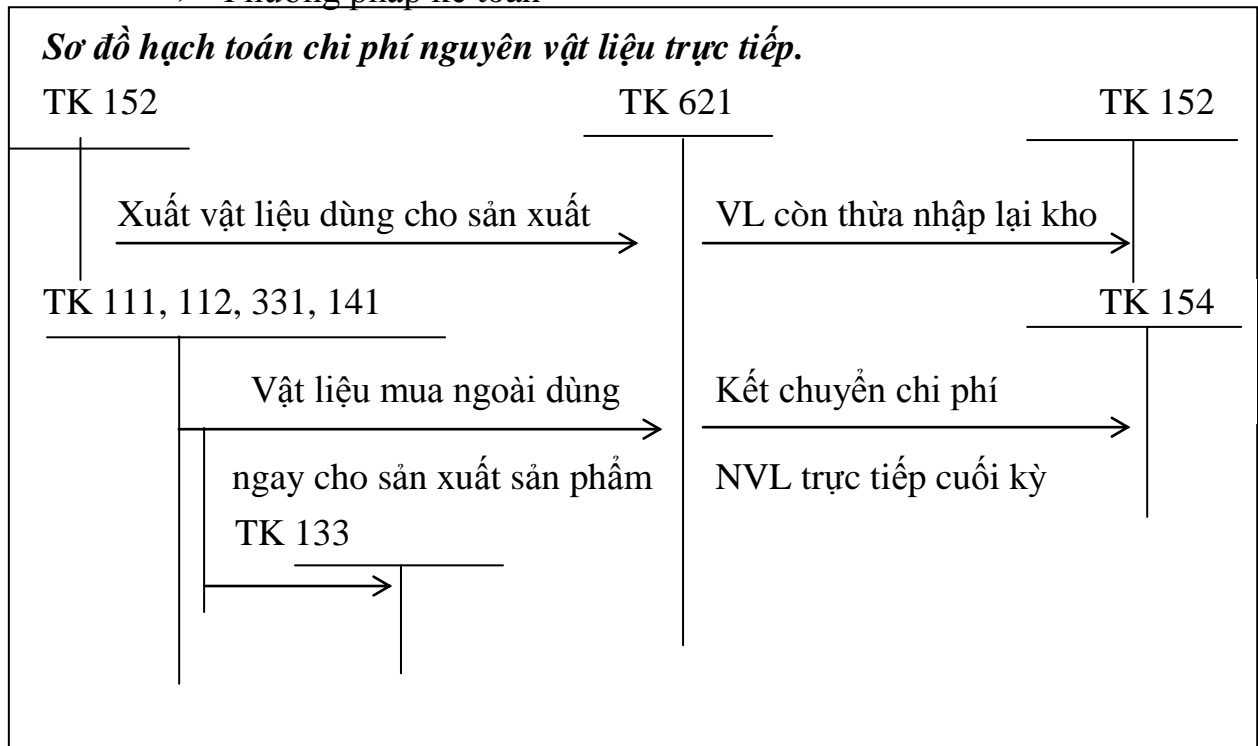 Sơ đồ hạch toán chi phí nguyên vật liệu trực tiếp.
TK 152 TK 621 TK 152
Xuất vật liệu dùng cho sản xuất VL còn thừa nhập lại kho
TK 111, 112, 331, 141 TK 154
Vật liệu mua ngoài dùng Kết chuyển chi phí
ngay cho sản xuất sản phẩm NVL trực tiếp cuối kỳ
TK 133